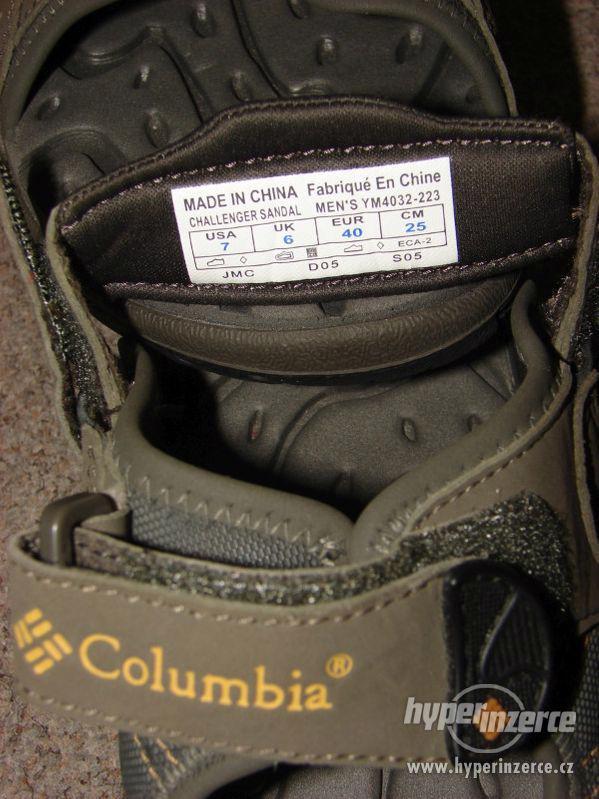 MADE IN CHINA Fabriqué En Chine
CHALLENGER SANDAL MEN'S YM4032-223
USA UK EUR CM
7 6 40 25
ECA-2
JMC D05 S05
Columbia®
hyperinzerce
www.hyperinzerce.cz